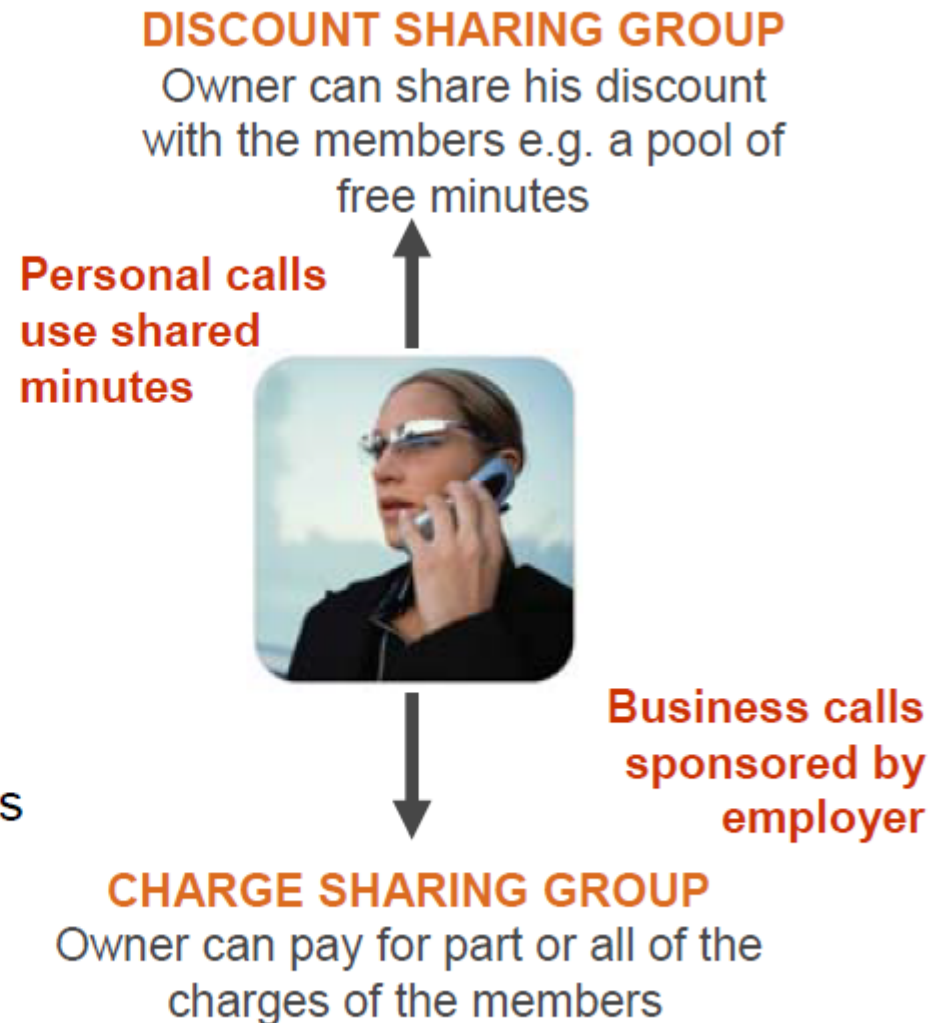 DISCOUNT SHARING GROUP
Owner can share his discount
with the members e.g. a pool of
free minutes
Personal calls
use shared
minutes
Business calls
sponsored by
employer
s
CHARGE SHARING GROUP
Owner can pay for part or all of the
charges of the members